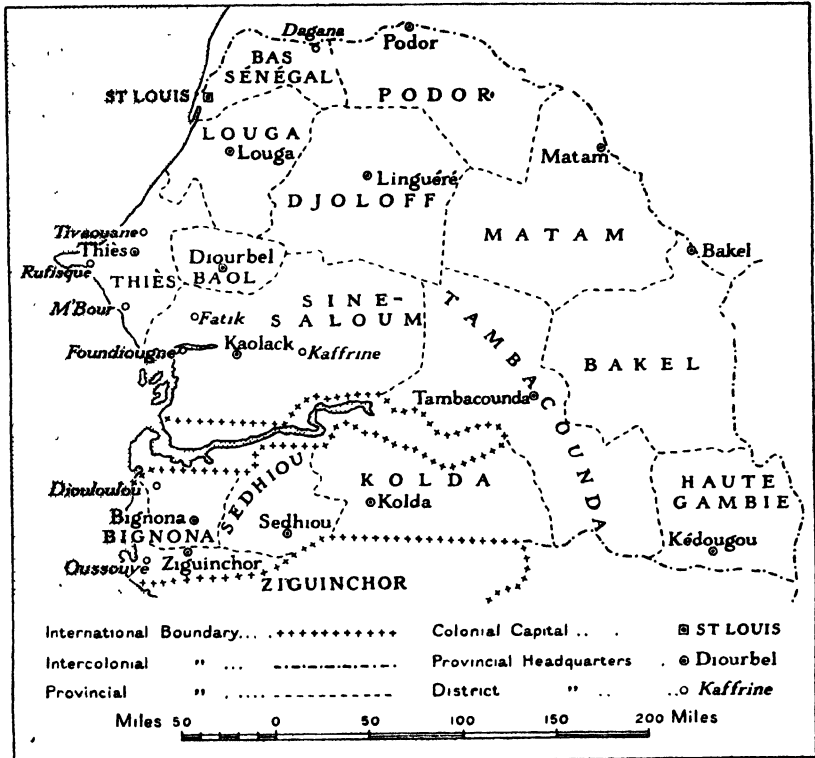 Dagana
Podor
BAS
SÉNÉGAL
ST LOUIS
PODOR
LOUGA
Louga
Matam
Linguéré
DJOLOFF
MATAM
Tivaouane
Thiès
Diourbel
Bakel
Rufisque
THIÈS
BAOL
M'Bour
SINE-
SALOUM
Fatik
TAMBACOUNDA
Foundiougne
Kaolack
Kaffrine
BAKEL
Tambacounda
SEDHIOU
KOLDA
HAUTE
GAMBIE
Diouloulou
Kolda
Bignona
BIGNONA
Sedhiou
Kédougou
Oussouye
Ziguinchor
ZIGUINCHOR
International Boundary.... ++++++++++++
Colonial Capital .. . ST LOUIS
Intercolonial " ...
Provincial Headquarters . Diourbel
Provincial " . ....
District " .. .. Kaffrine
Miles 50 0 50 100 150 200 Miles